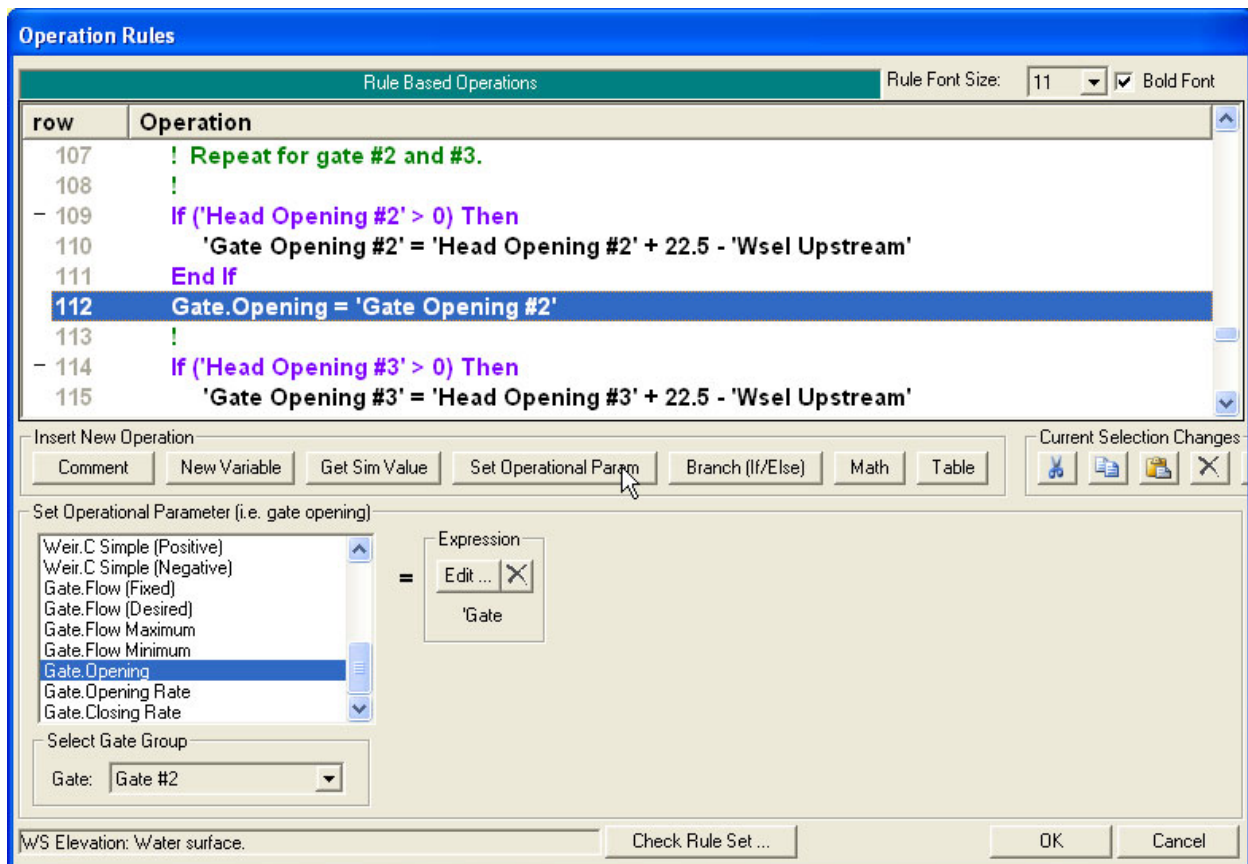 Operation Rules
Rule Based Operations Rule Font Size: 11 Bold Font
row Operation
107 ! Repeat for gate #2 and #3.
108 !
- 109 If ('Head Opening #2' > 0) Then
110 'Gate Opening #2' = 'Head Opening #2' + 22.5 - 'Wsel Upstream'
111 End If
112 Gate.Opening = 'Gate Opening #2'
113 !
- 114 If ('Head Opening #3' > 0) Then
115 'Gate Opening #3' = 'Head Opening #3' + 22.5 - 'Wsel Upstream'
Insert New Operation Current Selection Changes
Comment New Variable Get Sim Value Set Operational Param Branch (If/Else) Math Table
Set Operational Parameter (i.e. gate opening)
Weir.C Simple (Positive)
Weir.C Simple (Negative)
Gate.Flow (Fixed)
Gate.Flow (Desired)
Gate.Flow Maximum
Gate.Flow Minimum
Gate.Opening
Gate.Opening Rate
Gate.Closing Rate
=
Expression
Edit ...
'Gate
Select Gate Group
Gate: Gate #2
WS Elevation: Water surface. Check Rule Set ... OK Cancel